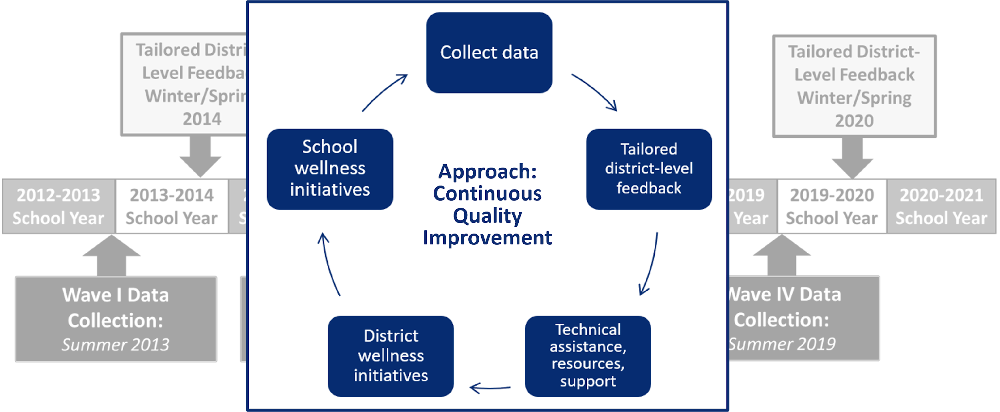 Collect data
School
wellness
initiatives
Tailored
district-level
feedback
Approach:
Continuous
Quality
Improvement
District
wellness
initiatives
Technical
assistance,
resources,
support
Tailored
Level
Winter/
2014
Tailored District-
Level Feedback
Winter/Spring
2020
2012-2013
School Year
2013-2014
School Year
2019
Year
2019-2020
School Year
2020-2021
School Year
Wave I Data
Collection:
Summer 2013
Wave IV Data
Collection:
Summer 2019